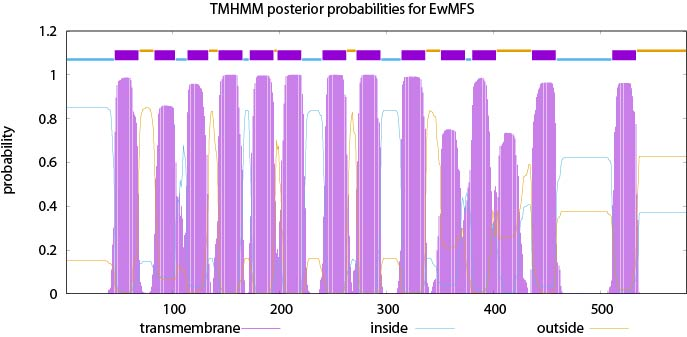 TMHMM posterior probabilities for EwMFS
1.2
1
0.8
0.6
0.4
0.2
0
probability
100 200 300 400 500
transmembrane inside outside